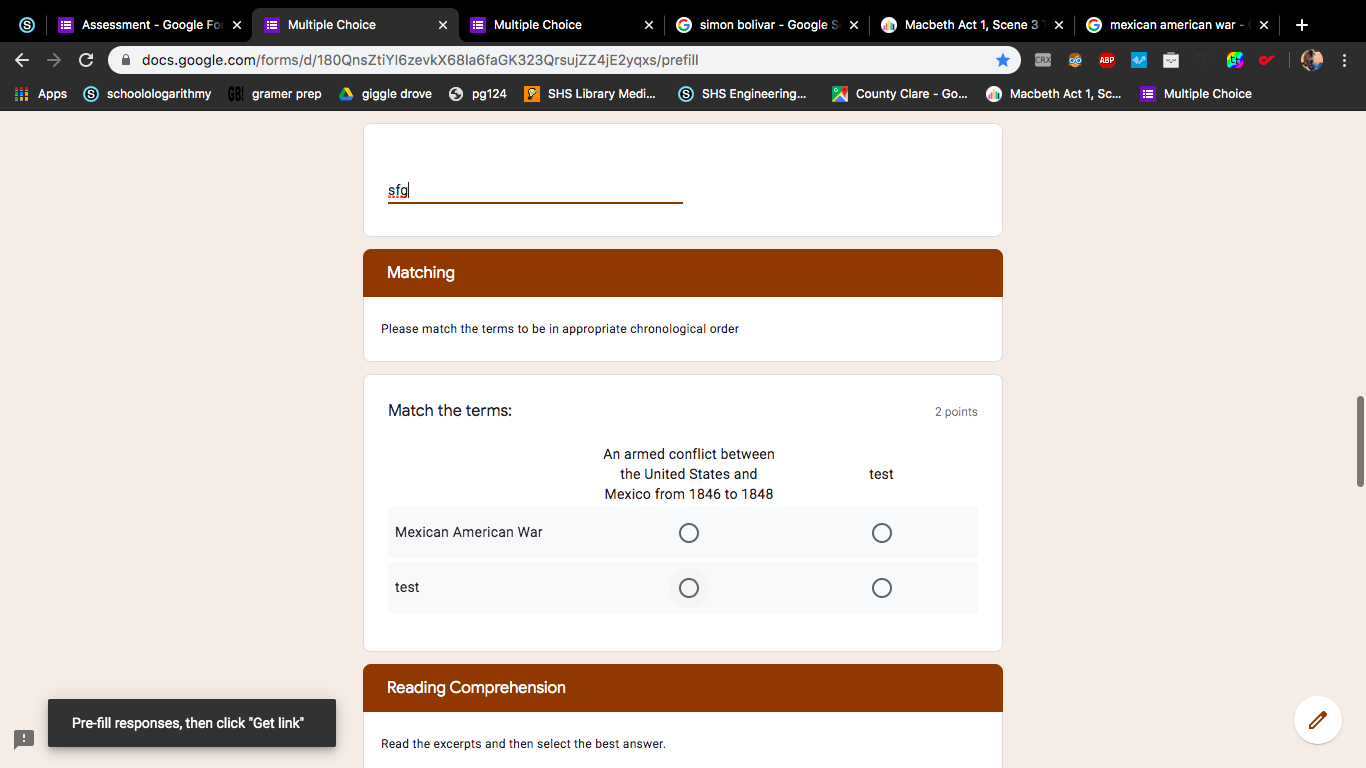 Assessment - Google Fo
Multiple Choice
Multiple Choice
simon bolivar - Google S
Macbeth Act 1, Scene 3
mexican american war -
docs.google.com/forms/d/180QnsZtiYI6zevkX68la6faGK323QrsujZZ4jE2yqxs/prefill
CRX
ABP
Apps
schoolologarithmy
GB!
gramer prep
giggle drove
pg124
SHS Library Medi...
SHS Engineering...
County Clare - Go...
Macbeth Act 1, Sc...
Multiple Choice
sfg
Matching
Please match the terms to be in appropriate chronological order
Match the terms:
2 points
An armed conflict between
the United States and
Mexico from 1846 to 1848
test
Mexican American War
test
Reading Comprehension
Read the excerpts and then select the best answer.
Pre-fill responses, then click "Get link"